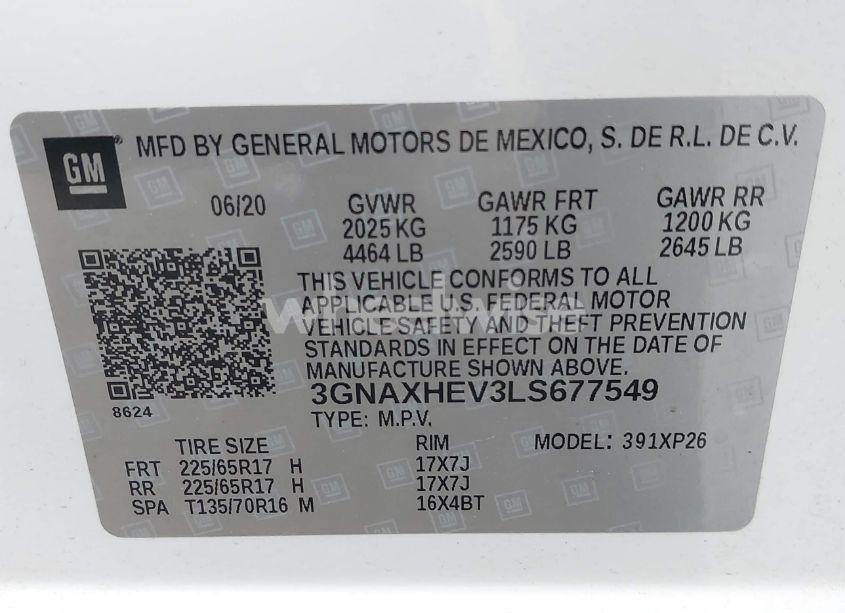 GM® MFD BY GENERAL MOTORS DE MEXICO, S. DE R.L. DE C.V.
06/20 GVWR GAWR FRT GAWR RR
2025 KG 1175 KG 1200 KG
4464 LB 2590 LB 2645 LB
THIS VEHICLE CONFORMS TO ALL
APPLICABLE U.S. FEDERAL MOTOR
VEHICLE SAFETY AND THEFT PREVENTION
STANDARDS IN EFFECT ON THE DATE OF
MANUFACTURE SHOWN ABOVE.
3GNAXHEV3LS677549
8624
TYPE: M.P.V.
TIRE SIZE RIM MODEL: 391XP26
FRT 225/65R17 H 17X7J
RR 225/65R17 H 17X7J
SPA T135/70R16 M 16X4BT